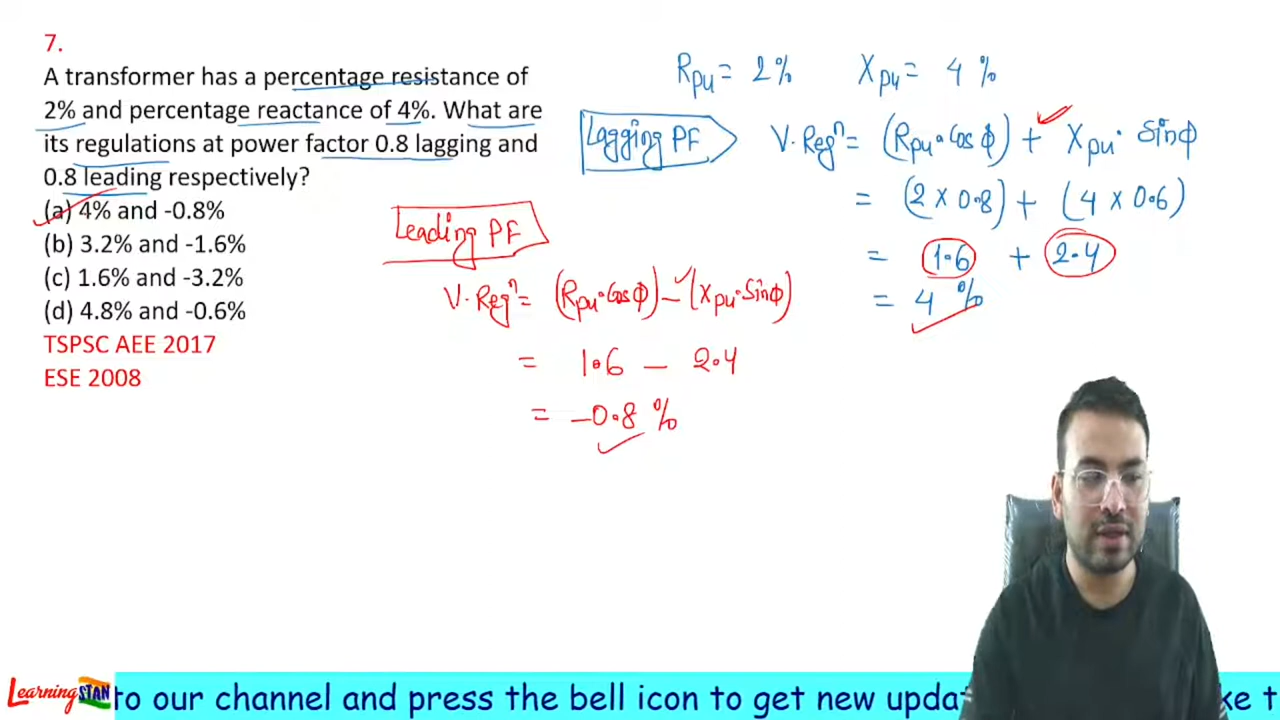 7.
A transformer has a percentage resistance of
2% and percentage reactance of 4%. What are
its regulations at power factor 0.8 lagging and
0.8 leading respectively?
(a) 4% and -0.8%
(b) 3.2% and -1.6%
(c) 1.6% and -3.2%
(d) 4.8% and -0.6%
TSPSC AEE 2017
ESE 2008
Rpu = 2% Xpu = 4 %
Lagging PF
V. Regⁿ = (Rpu·Cosϕ) + Xpu· Sinϕ
= (2 × 0.8) + (4 × 0.6)
= 1.6 + 2.4
= 4 %
Leading PF
V. Regⁿ = (Rpu·Cosϕ) – (Xpu·Sinϕ)
= 1.6 – 2.4
= –0.8 %
LearningSTAN
to our channel and press the bell icon to get new updat ke t